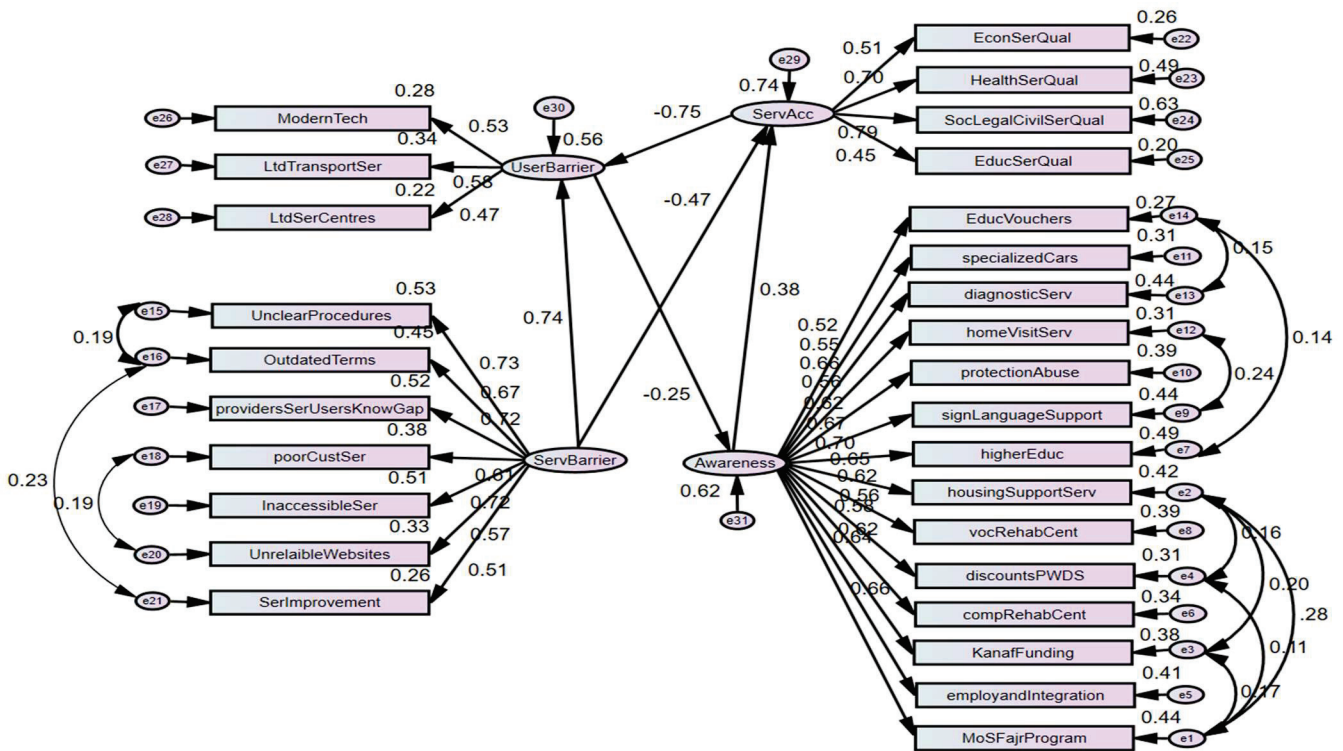 0.26
EconSerQual
e22
0.51
e29
0.49
0.70
HealthSerQual
e23
0.28
0.74
ServAcc
0.63
e26
ModernTech
e30
-0.75
SocLegalCivilSerQual
e24
0.53
0.79
0.34
0.56
0.20
0.45
e27
LtdTransportSer
UserBarrier
EducSerQual
e25
0.22
0.58
-0.47
e28
LtdSerCentres
0.47
0.27
EducVouchers
e14
0.31
0.15
specializedCars
e11
0.53
0.44
0.38
diagnosticServ
e13
e15
UnclearProcedures
0.74
0.52
0.31
0.19
0.45
0.55
homeVisitServ
e12
0.14
e16
OutdatedTerms
0.73
0.66
0.39
0.52
0.67
0.56
protectionAbuse
e10
0.24
-0.25
0.62
0.44
e17
providersSerUsersKnowGap
0.72
0.67
signLanguageSupport
e9
0.38
0.70
0.49
e18
poorCustSer
ServBarrier
Awareness
0.65
higherEduc
e7
0.51
0.61
0.62
0.42
0.23
0.62
0.56
housingSupportServ
e2
0.19
e19
InaccessibleSer
0.72
0.58
0.39
0.33
0.57
e31
0.62
vocRehabCent
e8
0.16
e20
UnrelaibleWebsites
0.64
0.31
0.26
0.51
discountsPWDS
e4
0.20
0.66
0.34
e21
SerImprovement
compRehabCent
e6
.28
0.38
0.11
KanafFunding
e3
0.41
0.17
employandIntegration
e5
0.44
MoSFajrProgram
e1